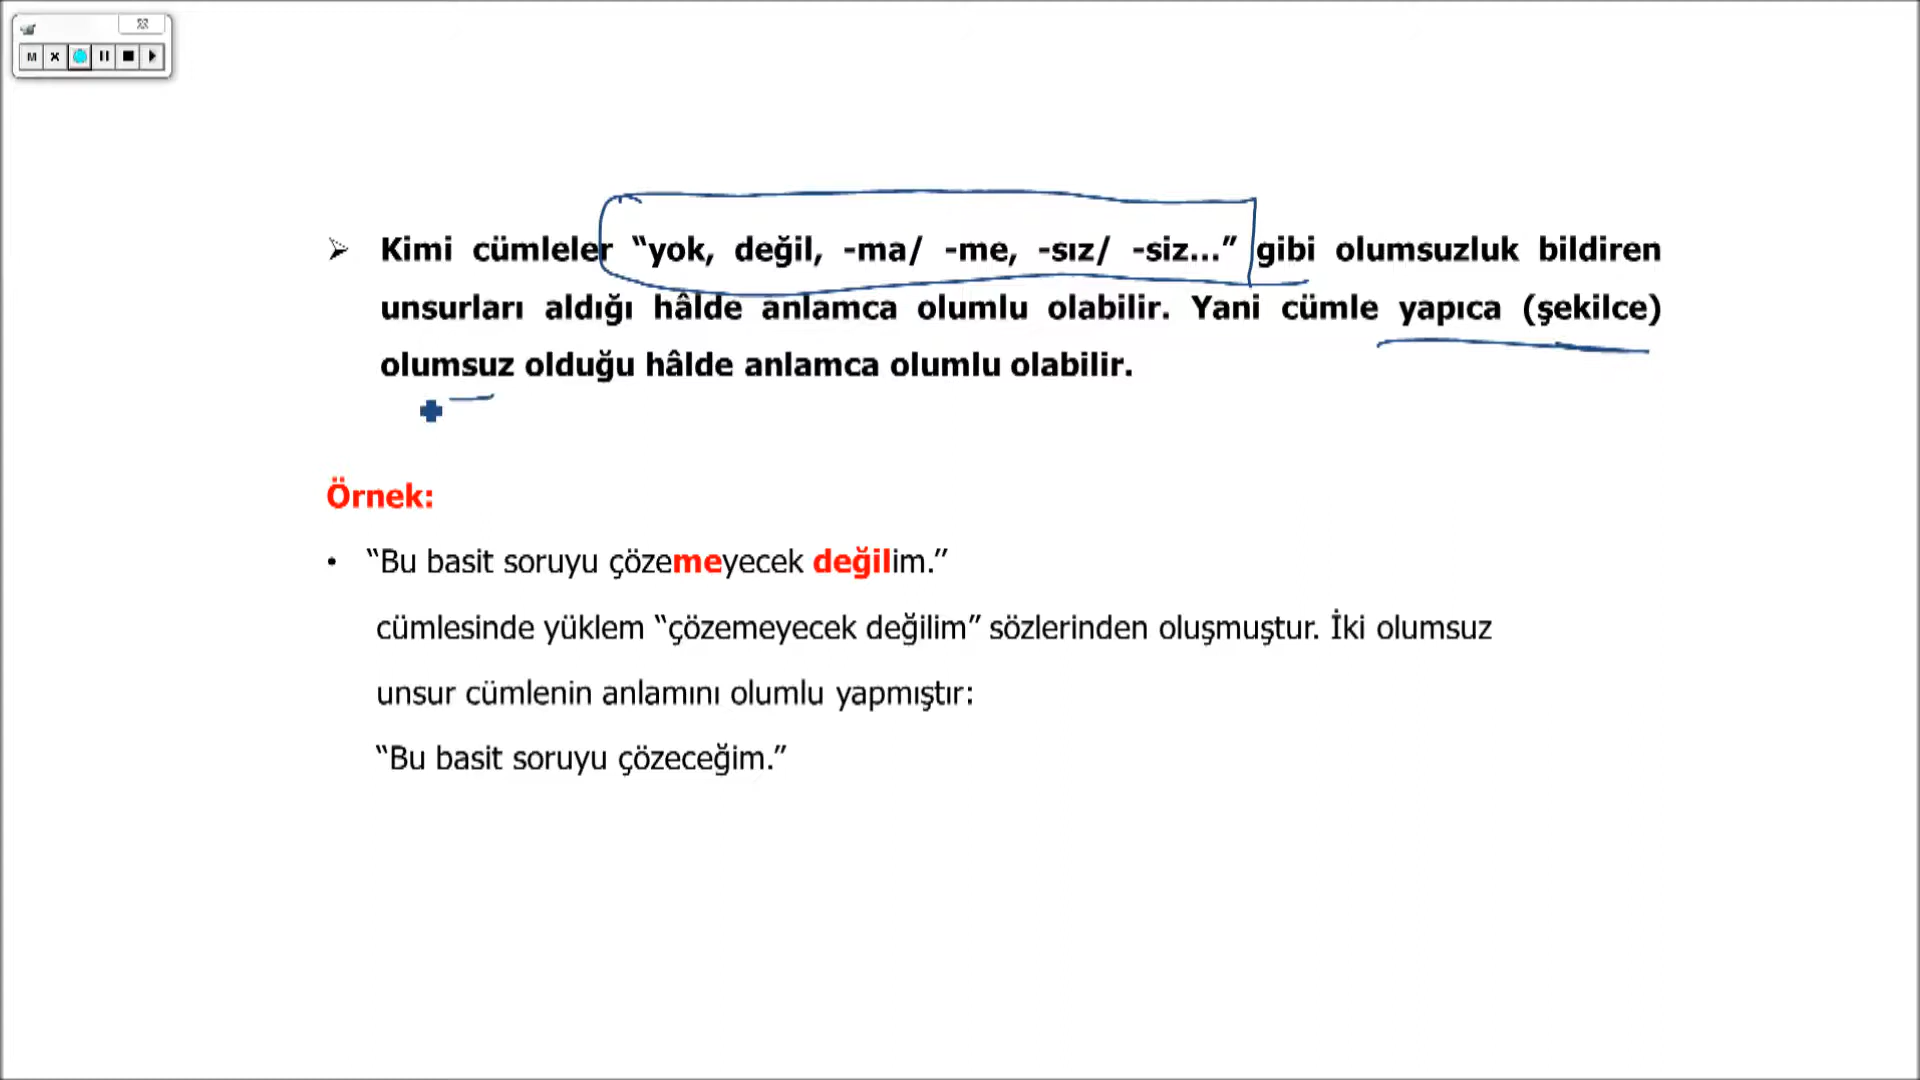 M
Kimi cümleler “yok, değil, -ma/ -me, -sız/ -siz...” gibi olumsuzluk bildiren
unsurları aldığı hâlde anlamca olumlu olabilir. Yani cümle yapıca (şekilce)
olumsuz olduğu hâlde anlamca olumlu olabilir.
Örnek:
• “Bu basit soruyu çözemeyecek değilim.”
cümlesinde yüklem “çözemeyecek değilim” sözlerinden oluşmuştur. İki olumsuz
unsur cümlenin anlamını olumlu yapmıştır:
“Bu basit soruyu çözeceğim.”